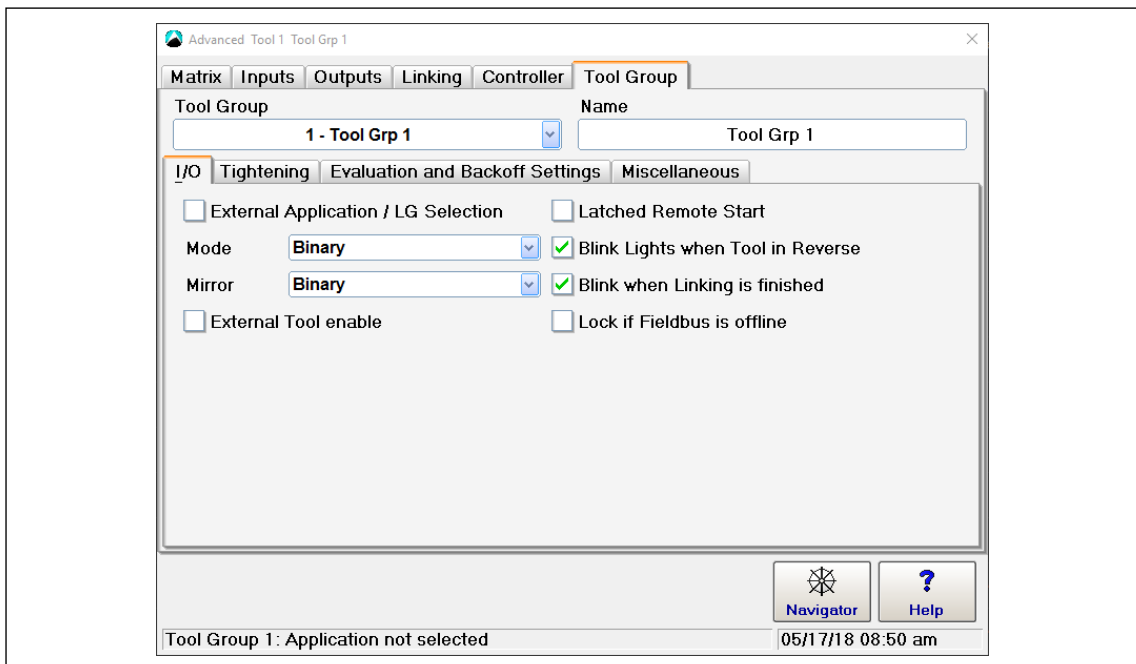 Advanced Tool 1 Tool Grp 1
Matrix Inputs Outputs Linking Controller Tool Group
Tool Group Name
1 - Tool Grp 1 Tool Grp 1
I/O Tightening Evaluation and Backoff Settings Miscellaneous
External Application / LG Selection Latched Remote Start
Mode Binary Blink Lights when Tool in Reverse
Mirror Binary Blink when Linking is finished
External Tool enable Lock if Fieldbus is offline
? 
Navigator Help
Tool Group 1: Application not selected 05/17/18 08:50 am